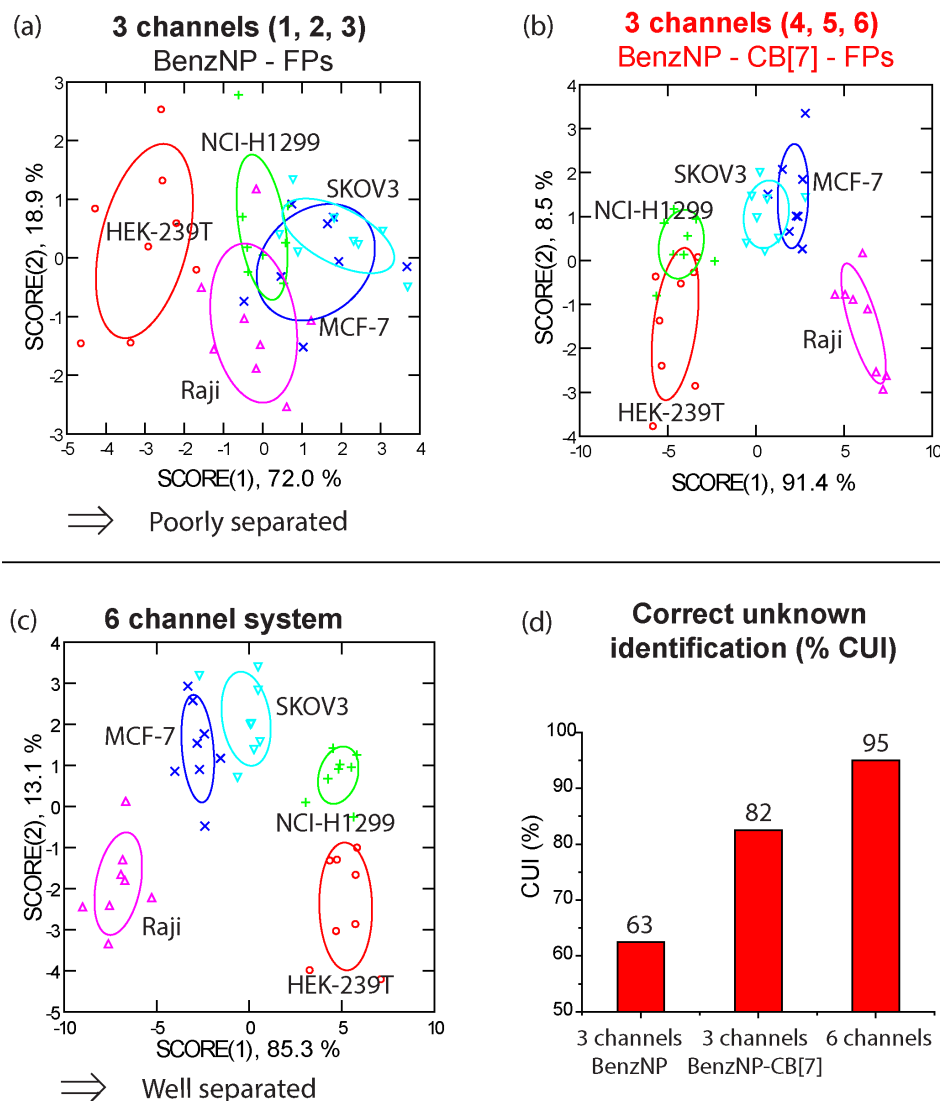 (a)
3 channels (1, 2, 3)
BenzNP - FPs
3
2
1
0
-1
-2
-3
SCORE(2), 18.9 %
NCI-H1299
SKOV3
HEK-239T
MCF-7
Raji
-5 -4 -3 -2 -1 0 1 2 3 4
SCORE(1), 72.0 %
⇒ Poorly separated
(b)
3 channels (4, 5, 6)
BenzNP - CB[7] - FPs
4
3
2
1
0
-1
-2
-3
-4
SCORE(2), 8.5 %
SKOV3
MCF-7
NCI-H1299
Raji
HEK-239T
-10 -5 0 5 10
SCORE(1), 91.4 %
(c)
6 channel system
4
3
2
1
0
-1
-2
-3
-4
-5
SCORE(2), 13.1 %
SKOV3
MCF-7
NCI-H1299
Raji
HEK-239T
-10 -5 0 5 10
SCORE(1), 85.3 %
⇒ Well separated
(d)
Correct unknown
identification (% CUI)
100
90
80
70
60
50
CUI (%)
63
82
95
3 channels 3 channels 6 channels
BenzNP BenzNP-CB[7]